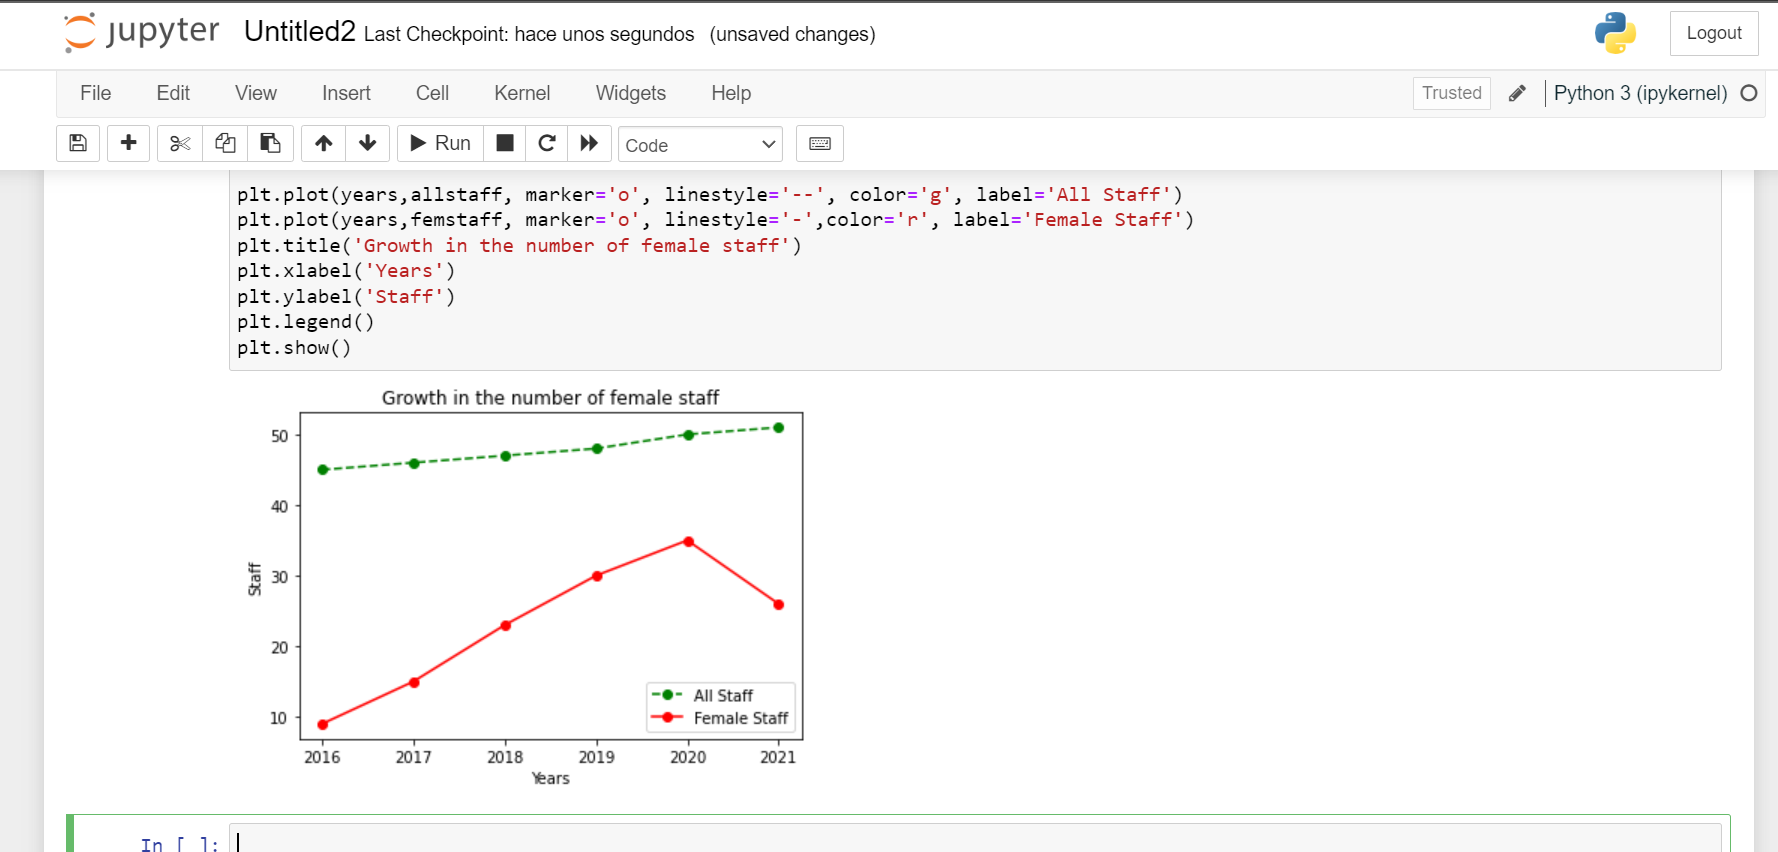 jupyter Untitled2 Last Checkpoint: hace unos segundos (unsaved changes)
Logout
File Edit View Insert Cell Kernel Widgets Help
Trusted
Python 3 (ipykernel)
Run
Code
plt.plot(years,allstaff, marker='o', linestyle='--', color='g', label='All Staff')
plt.plot(years,femstaff, marker='o', linestyle='-',color='r', label='Female Staff')
plt.title('Growth in the number of female staff')
plt.xlabel('Years')
plt.ylabel('Staff')
plt.legend()
plt.show()
Growth in the number of female staff
50
40
30
20
10
Staff
All Staff
Female Staff
2016 2017 2018 2019 2020 2021
Years
In [ ]: